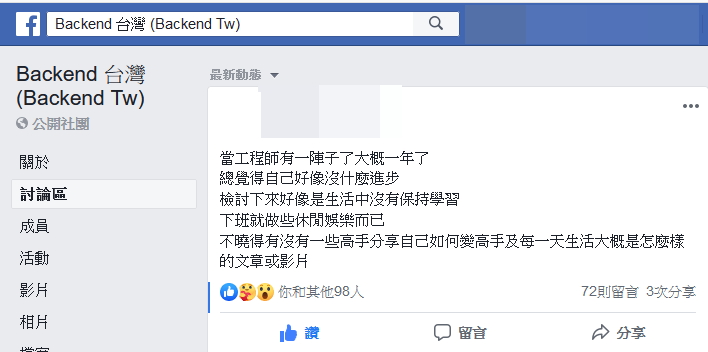 Backend 台灣 (Backend Tw)
Backend 台灣
(Backend Tw)
公開社團
關於
討論區
成員
活動
影片
相片
最新動態
當工程師有一陣子了大概一年了
總覺得自己好像沒什麼進步
檢討下來好像是生活中沒有保持學習
下班就做些休閒娛樂而已
不曉得有沒有一些高手分享自己如何變高手及每一天生活大概是怎麼樣
的文章或影片
你和其他98人
72則留言 3次分享
讚
留言
分享